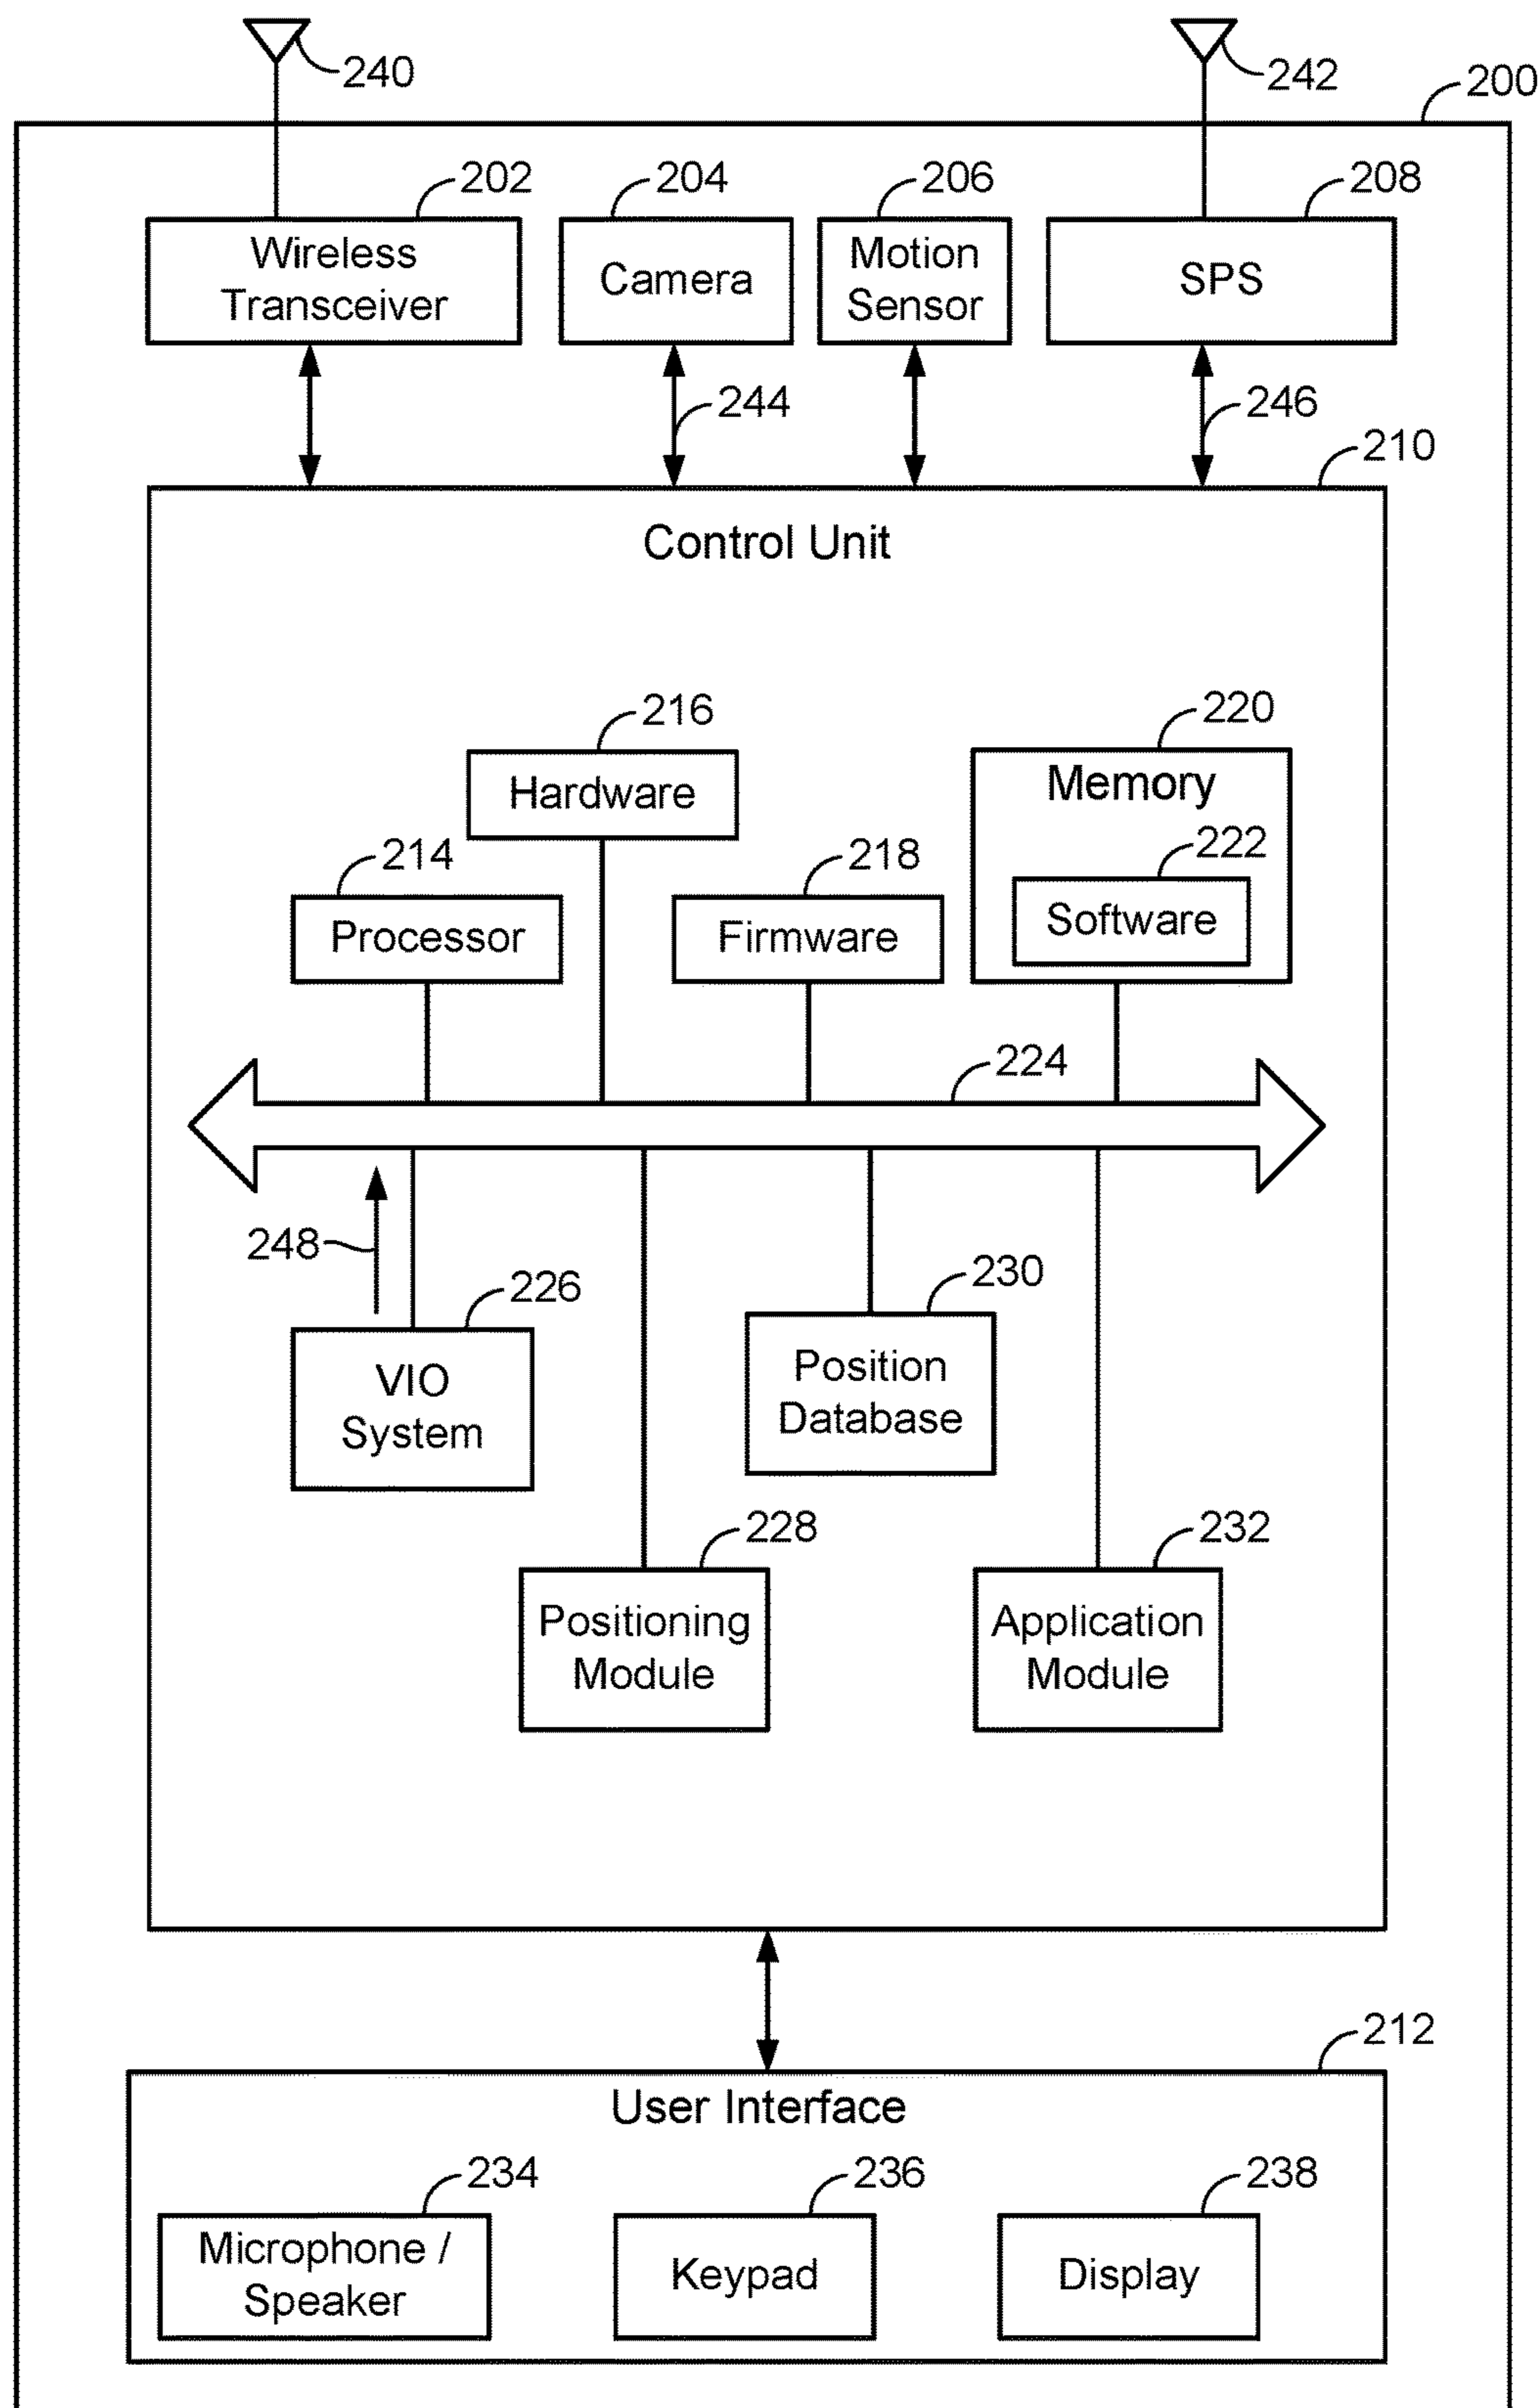 240
242
200
202
204
206
208
Wireless
Transceiver
Camera
Motion
Sensor
SPS
244
246
210
Control Unit
216
220
Hardware
Memory
214
218
222
Processor
Firmware
Software
224
248
226
230
VIO
System
Position
Database
228
232
Positioning
Module
Application
Module
212
User Interface
234
236
238
Microphone /
Speaker
Keypad
Display